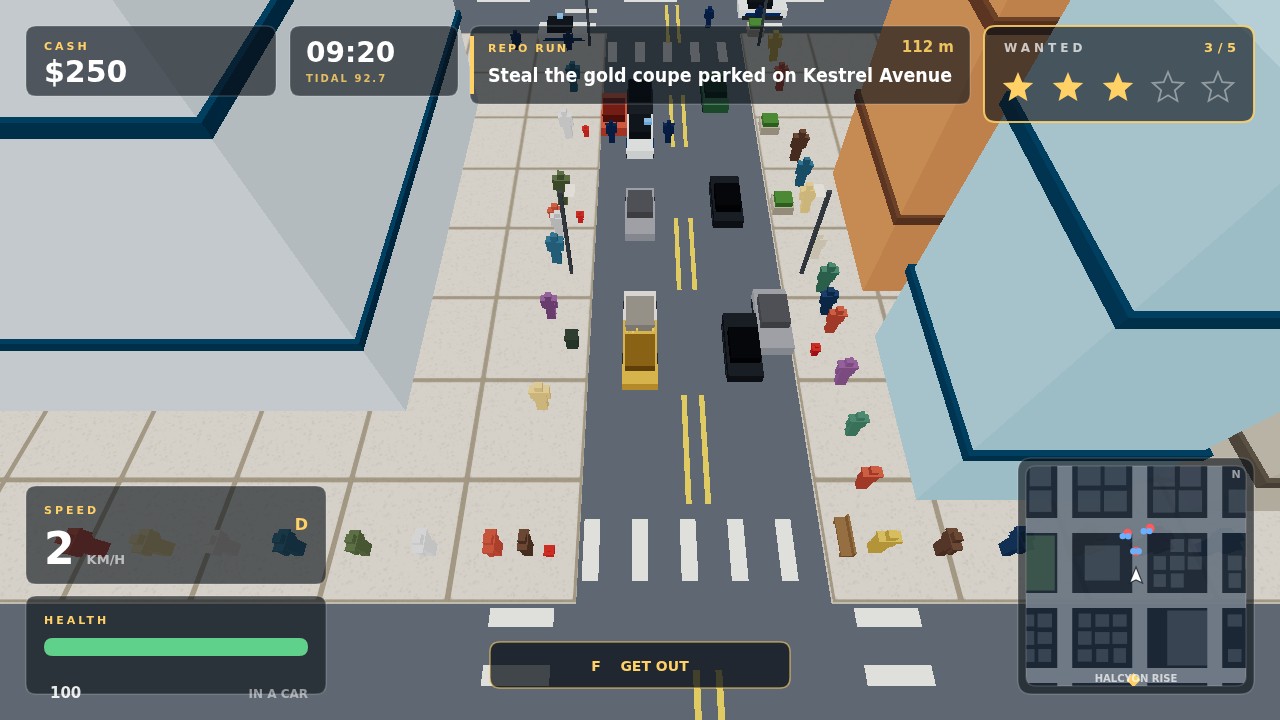 CASH
$250
09:20
TIDAL 92.7
REPO RUN
112 m
Steal the gold coupe parked on Kestrel Avenue
WANTED
3 / 5
SPEED
D
2 KM/H
HEALTH
100
IN A CAR
F GET OUT
N
HALCYON RISE